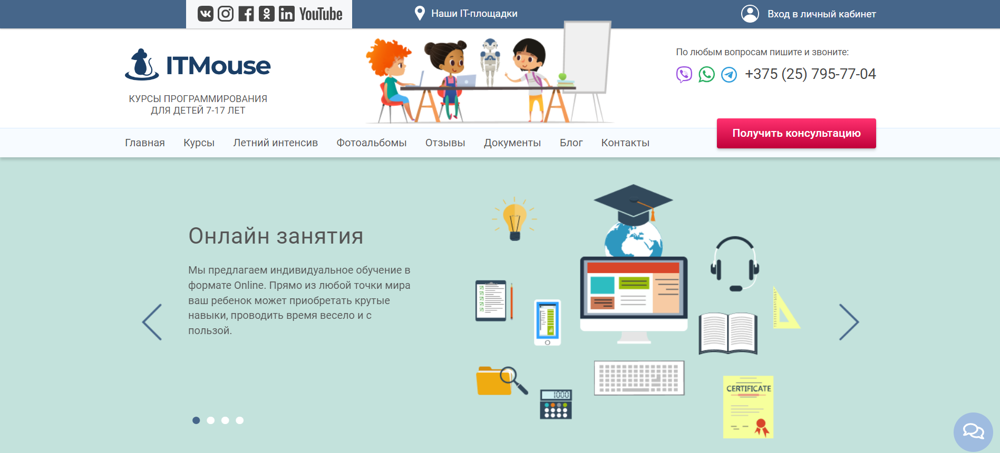 YouTube
Наши IT-площадки
Вход в личный кабинет
ITMouse
КУРСЫ ПРОГРАММИРОВАНИЯ
ДЛЯ ДЕТЕЙ 7-17 ЛЕТ
По любым вопросам пишите и звоните:
+375 (25) 795-77-04
Получить консультацию
Главная Курсы Летний интенсив Фотоальбомы Отзывы Документы Блог Контакты
Онлайн занятия
Мы предлагаем индивидуальное обучение в
формате Online. Прямо из любой точки мира
ваш ребенок может приобретать крутые
навыки, проводить время весело и с
пользой.
1000
CERTIFICATE